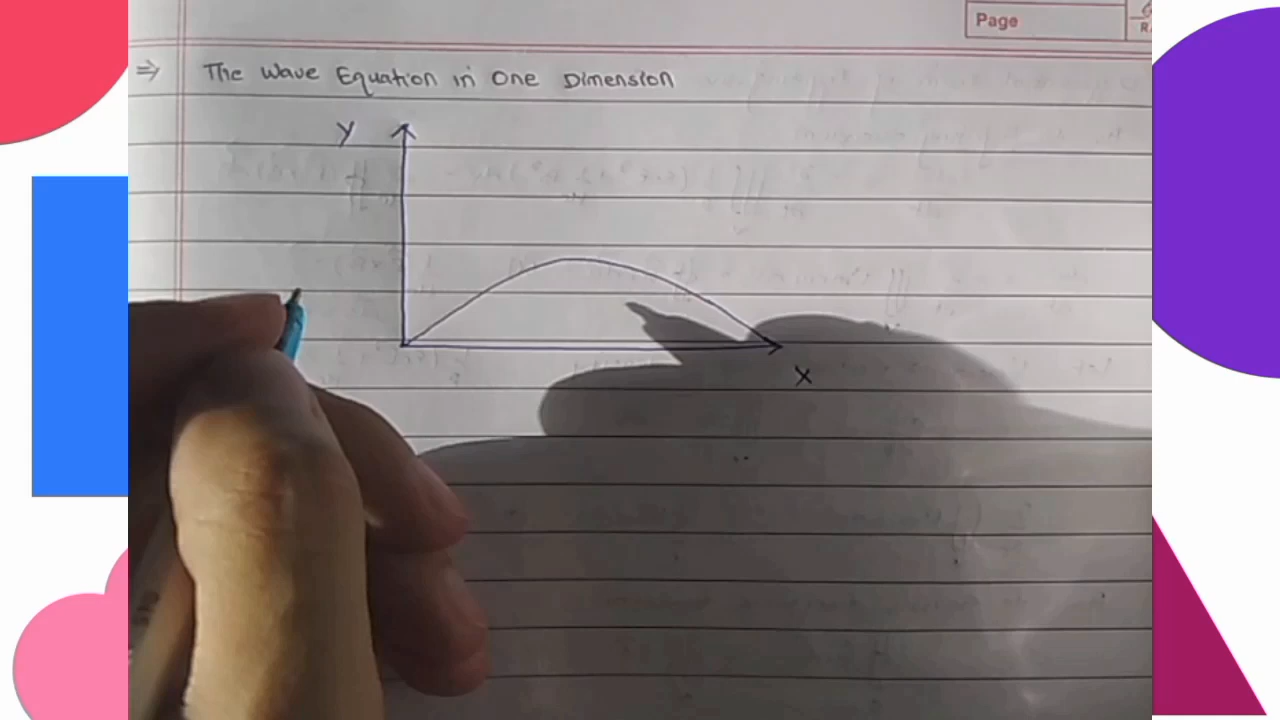 Page
⇒ The Wave Equation in One Dimension
Y
X